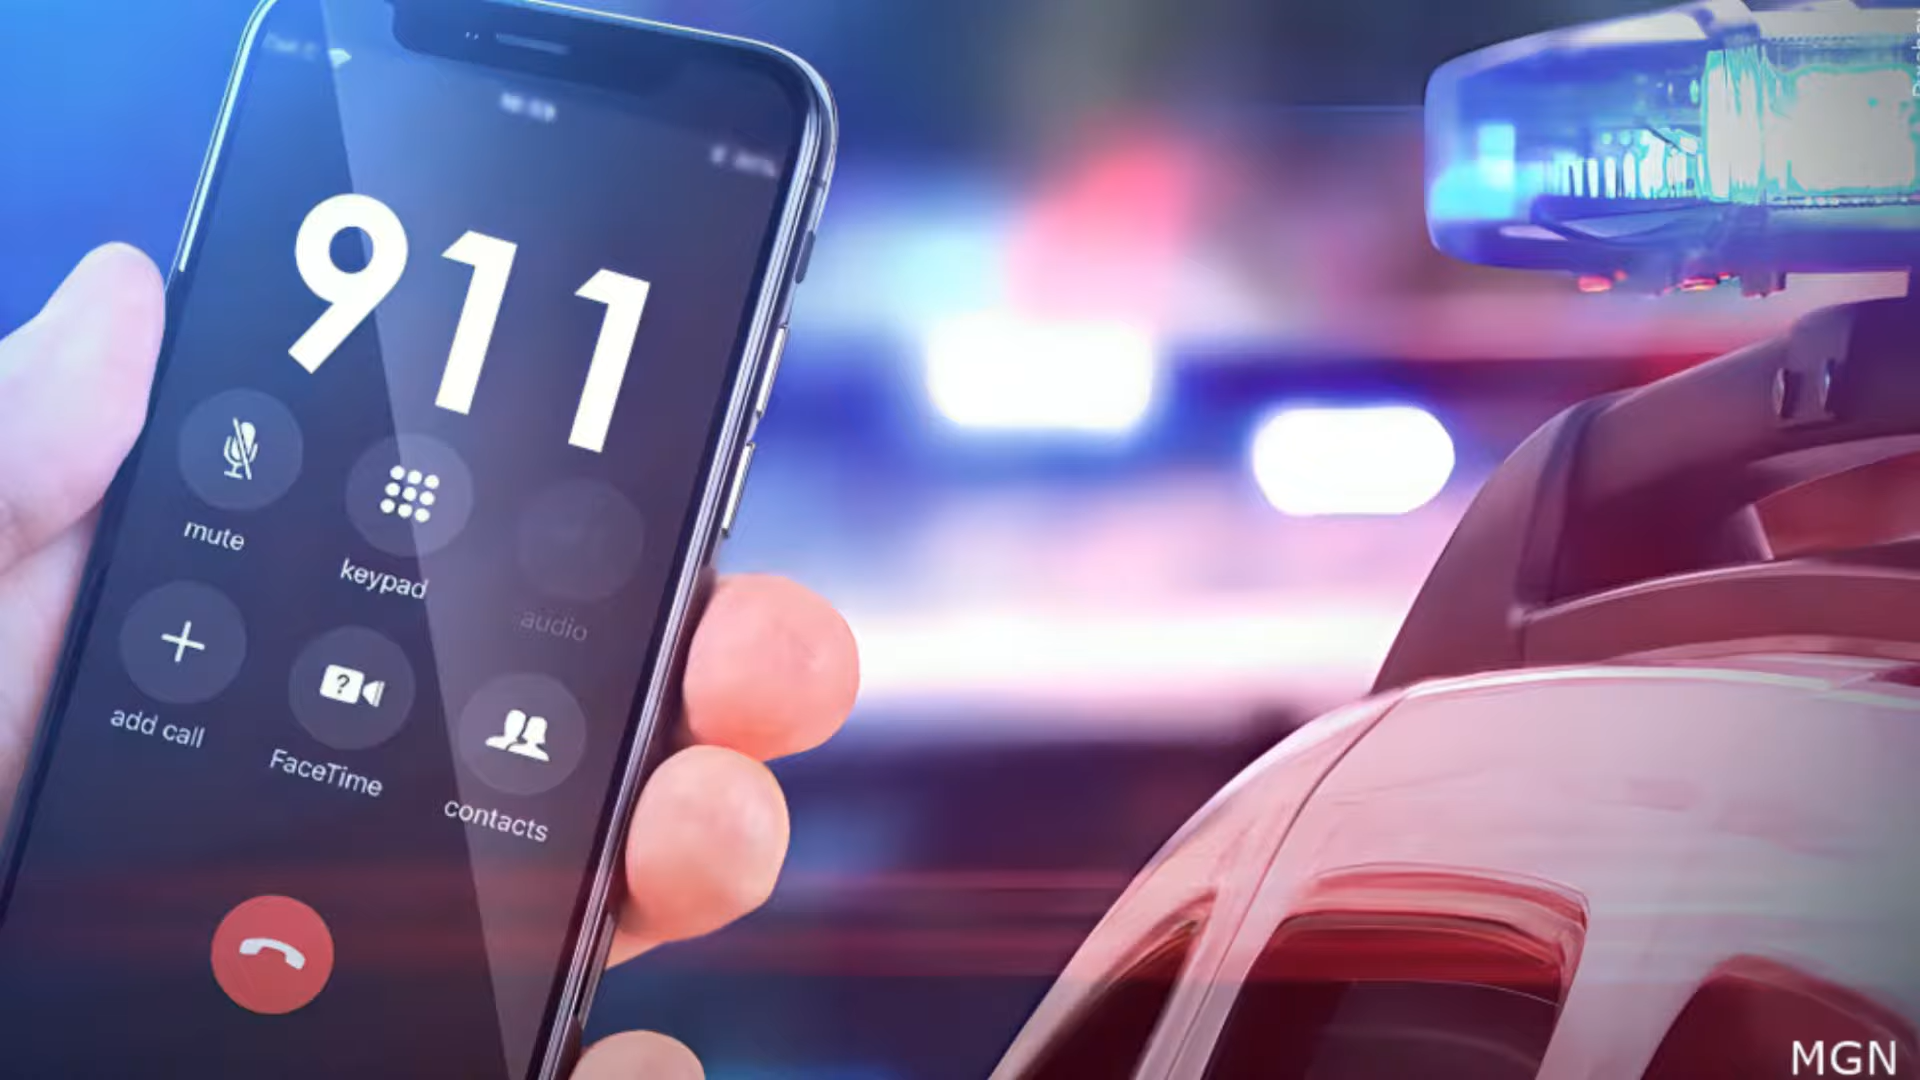 911
mute
keypad
audio
add call
FaceTime
contacts
MGN